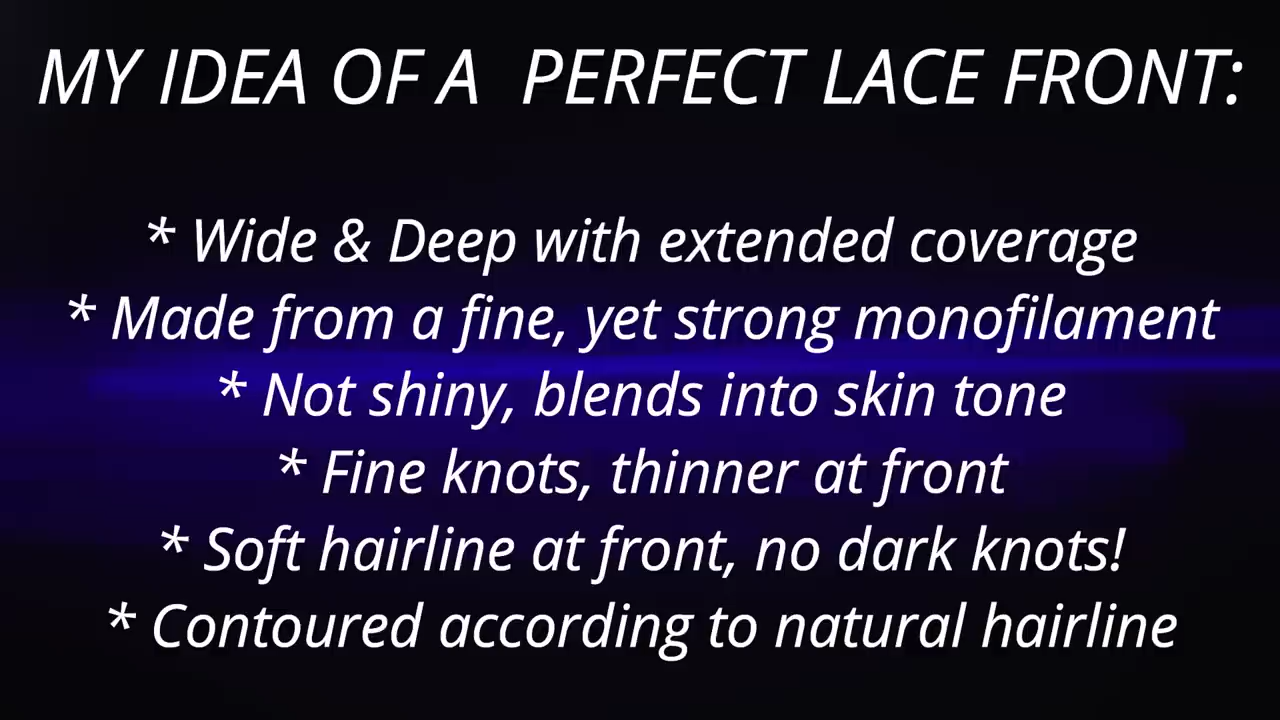 MY IDEA OF A  PERFECT LACE FRONT:
* Wide & Deep with extended coverage
* Made from a fine, yet strong monofilament
* Not shiny, blends into skin tone
* Fine knots, thinner at front
* Soft hairline at front, no dark knots!
* Contoured according to natural hairline